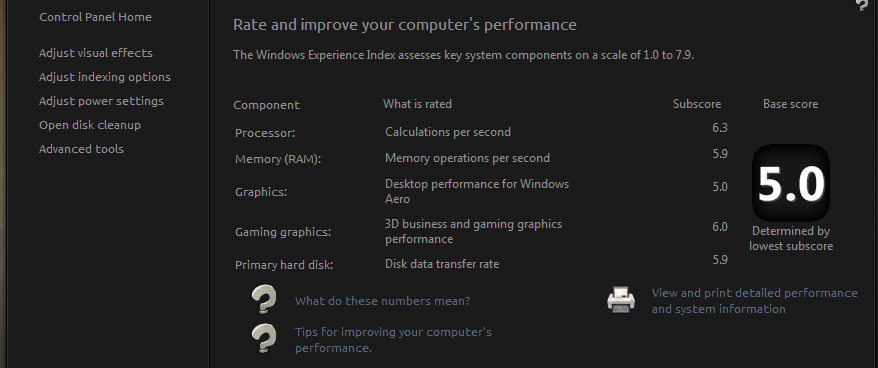 Control Panel Home
Adjust visual effects
Adjust indexing options
Adjust power settings
Open disk cleanup
Advanced tools
Rate and improve your computer's performance
The Windows Experience Index assesses key system components on a scale of 1.0 to 7.9.
Component What is rated Subscore Base score
Processor: Calculations per second 6.3
Memory (RAM): Memory operations per second 5.9
Graphics: Desktop performance for Windows
Aero 5.0
Gaming graphics: 3D business and gaming graphics
performance 6.0
Primary hard disk: Disk data transfer rate 5.9
5.0
Determined by
lowest subscore
What do these numbers mean?
Tips for improving your computer's
performance.
View and print detailed performance
and system information